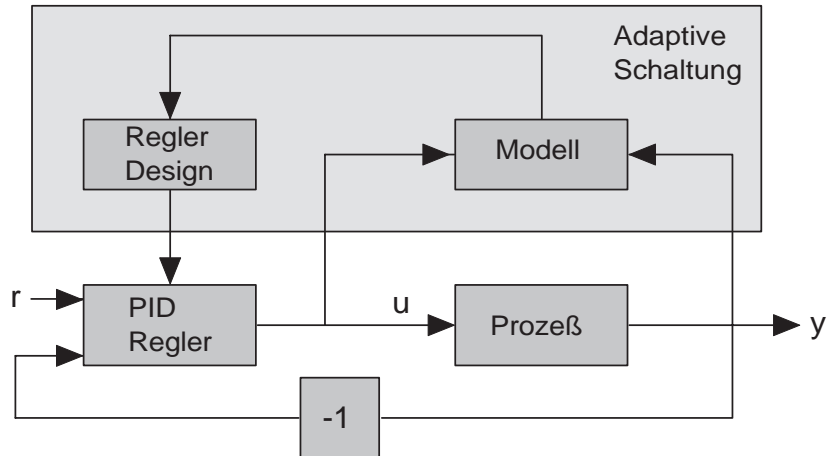 Adaptive
Schaltung
Regler
Design
Modell
r
PID
Regler
u
Prozeß
y
-1